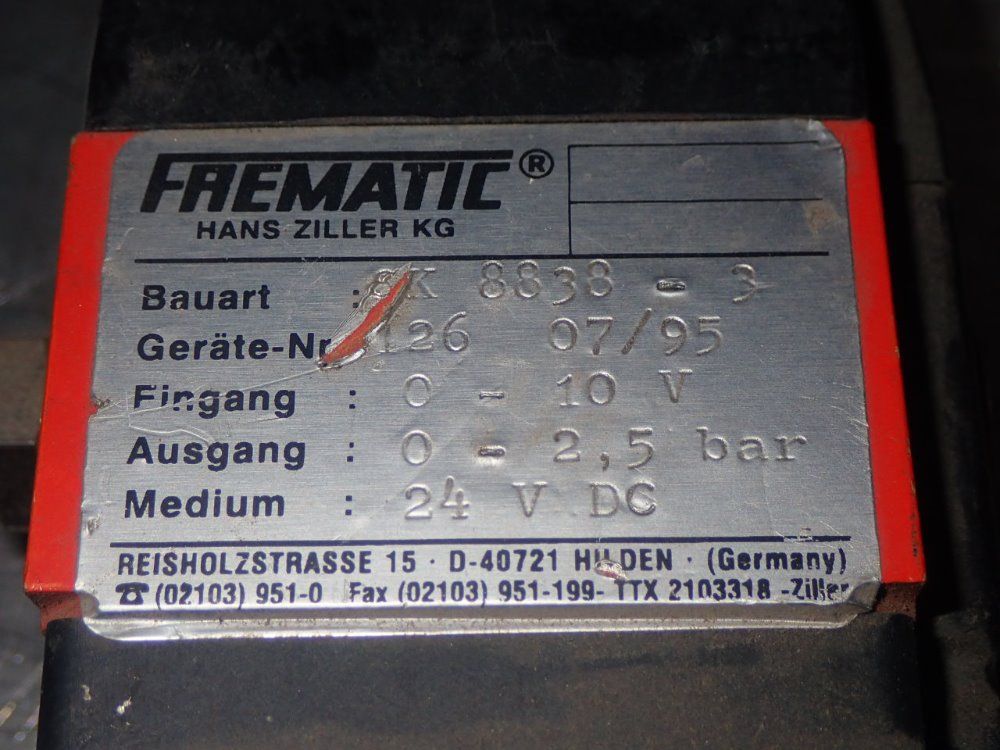 FREMATIC®
HANS ZILLER KG
Bauart : 8K 8838 - 3
Geräte-Nr 126 07/95
Eingang : 0 - 10 V
Ausgang : 0 - 2,5 bar
Medium : 24 V DC
REISHOLZSTRASSE 15 · D-40721 HILDEN · (Germany)
☎ (02103) 951-0 Fax (02103) 951-199- TTX 2103318 -Ziller